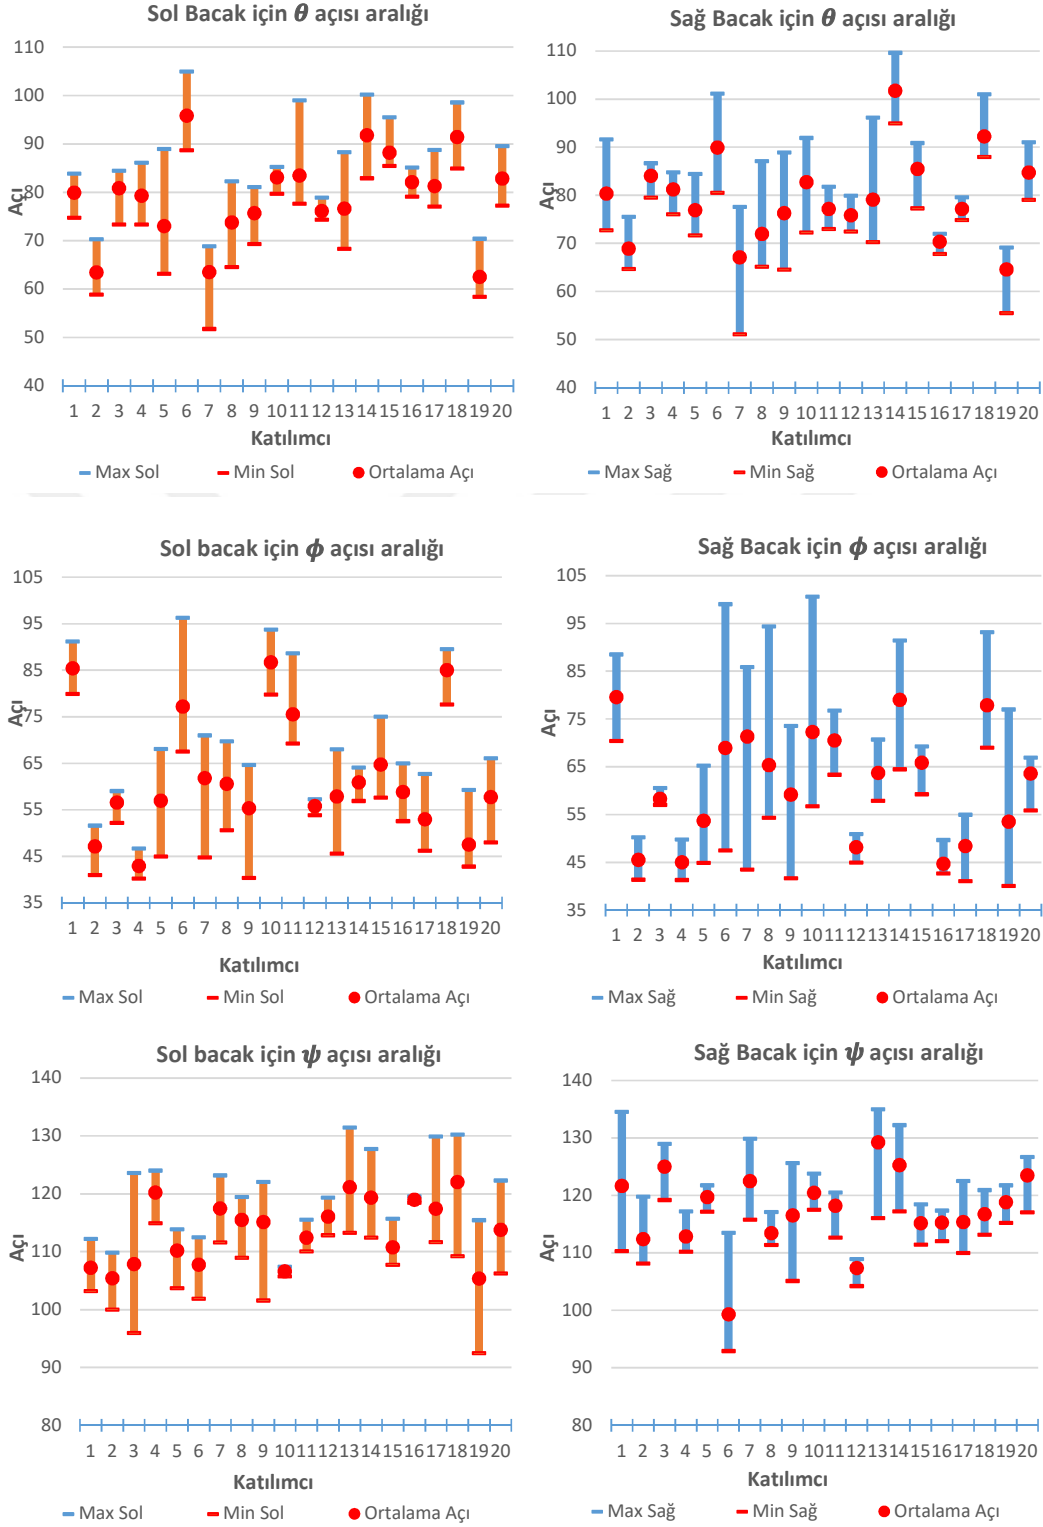 Sol Bacak için θ açısı aralığı
110
100
90
80
70
60
50
40
Açı
1 2 3 4 5 6 7 8 9 10 11 12 13 14 15 16 17 18 19 20
Katılımcı
Max Sol Min Sol Ortalama Açı
Sağ Bacak için θ açısı aralığı
110
100
90
80
70
60
50
40
Açı
1 2 3 4 5 6 7 8 9 10 11 12 13 14 15 16 17 18 19 20
Katılımcı
Max Sağ Min Sağ Ortalama Açı
Sol bacak için ϕ açısı aralığı
105
95
85
75
65
55
45
35
Açı
1 2 3 4 5 6 7 8 9 10 11 12 13 14 15 16 17 18 19 20
Katılımcı
Max Sol Min Sol Ortalama Açı
Sağ Bacak için ϕ açısı aralığı
105
95
85
75
65
55
45
35
Açı
1 2 3 4 5 6 7 8 9 10 11 12 13 14 15 16 17 18 19 20
Katılımcı
Max Sağ Min Sağ Ortalama Açı
Sol bacak için ψ açısı aralığı
140
130
120
110
100
90
80
Açı
1 2 3 4 5 6 7 8 9 10 11 12 13 14 15 16 17 18 19 20
Katılımcı
Max Sol Min Sol Ortalama Açı
Sağ Bacak için ψ açısı aralığı
140
130
120
110
100
90
80
Açı
1 2 3 4 5 6 7 8 9 10 11 12 13 14 15 16 17 18 19 20
Katılımcı
Max Sağ Min Sağ Ortalama Açı